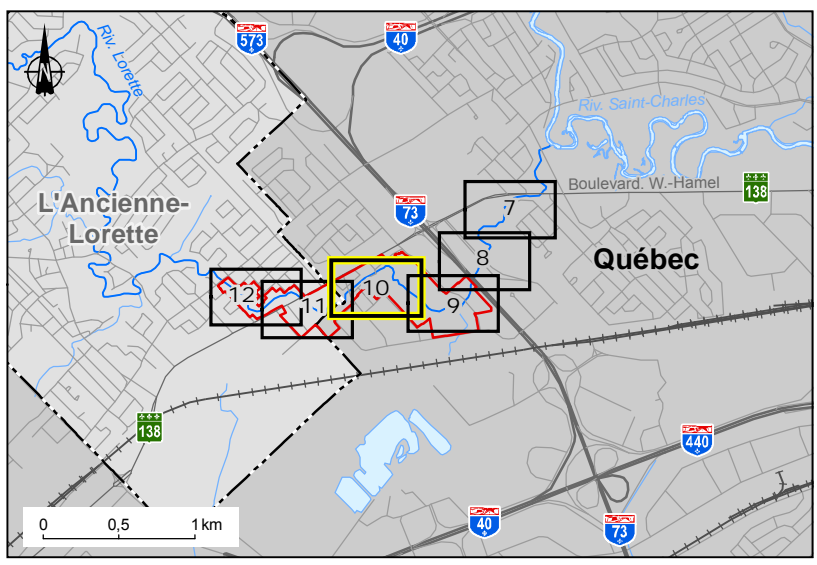 573
40
Riv. Lorette
Riv. Saint-Charles
Boulevard. W.-Hamel
138
L'Ancienne-
Lorette
73
7
Québec
8
12
11
10
9
138
440
40
73
0 0,5 1 km